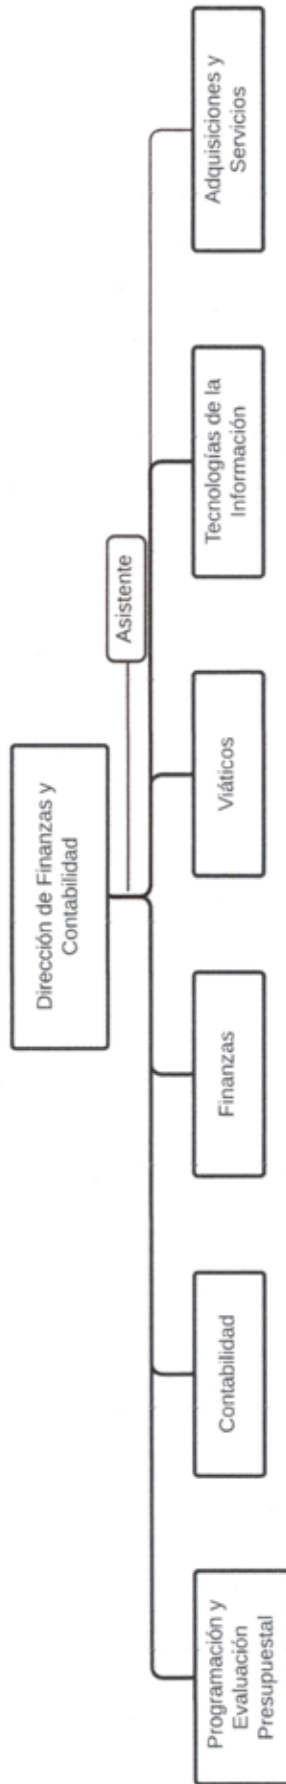 Dirección de Finanzas y
Contabilidad
Asistente
Programación y
Evaluación
Presupuestal
Contabilidad
Finanzas
Viáticos
Tecnologías de la
Información
Adquisiciones y
Servicios